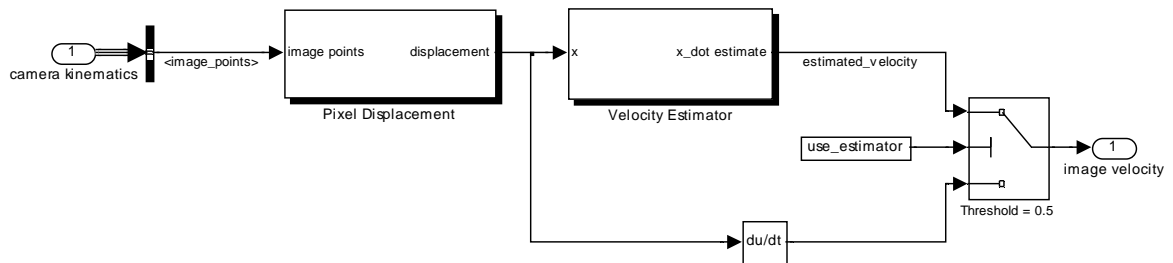 1
camera kinematics
<image_points>
image points
displacement
Pixel Displacement
x
x_dot estimate
Velocity Estimator
estimated_velocity
use_estimator
Threshold = 0.5
1
image velocity
du/dt